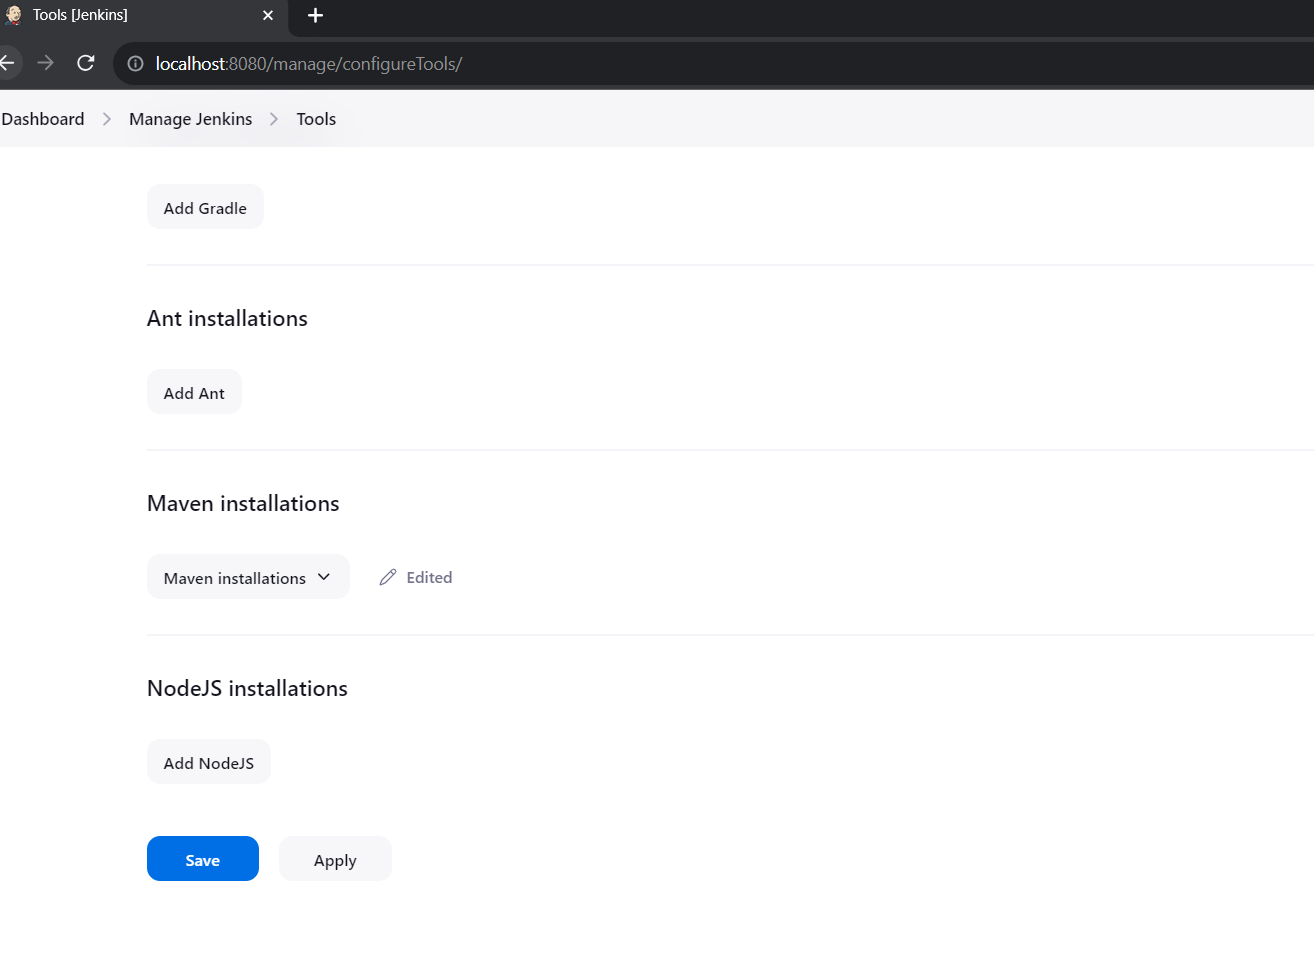 Tools [Jenkins]
localhost:8080/manage/configureTools/
Dashboard Manage Jenkins Tools
Add Gradle
Ant installations
Add Ant
Maven installations
Maven installations Edited
NodeJS installations
Add NodeJS
Save Apply